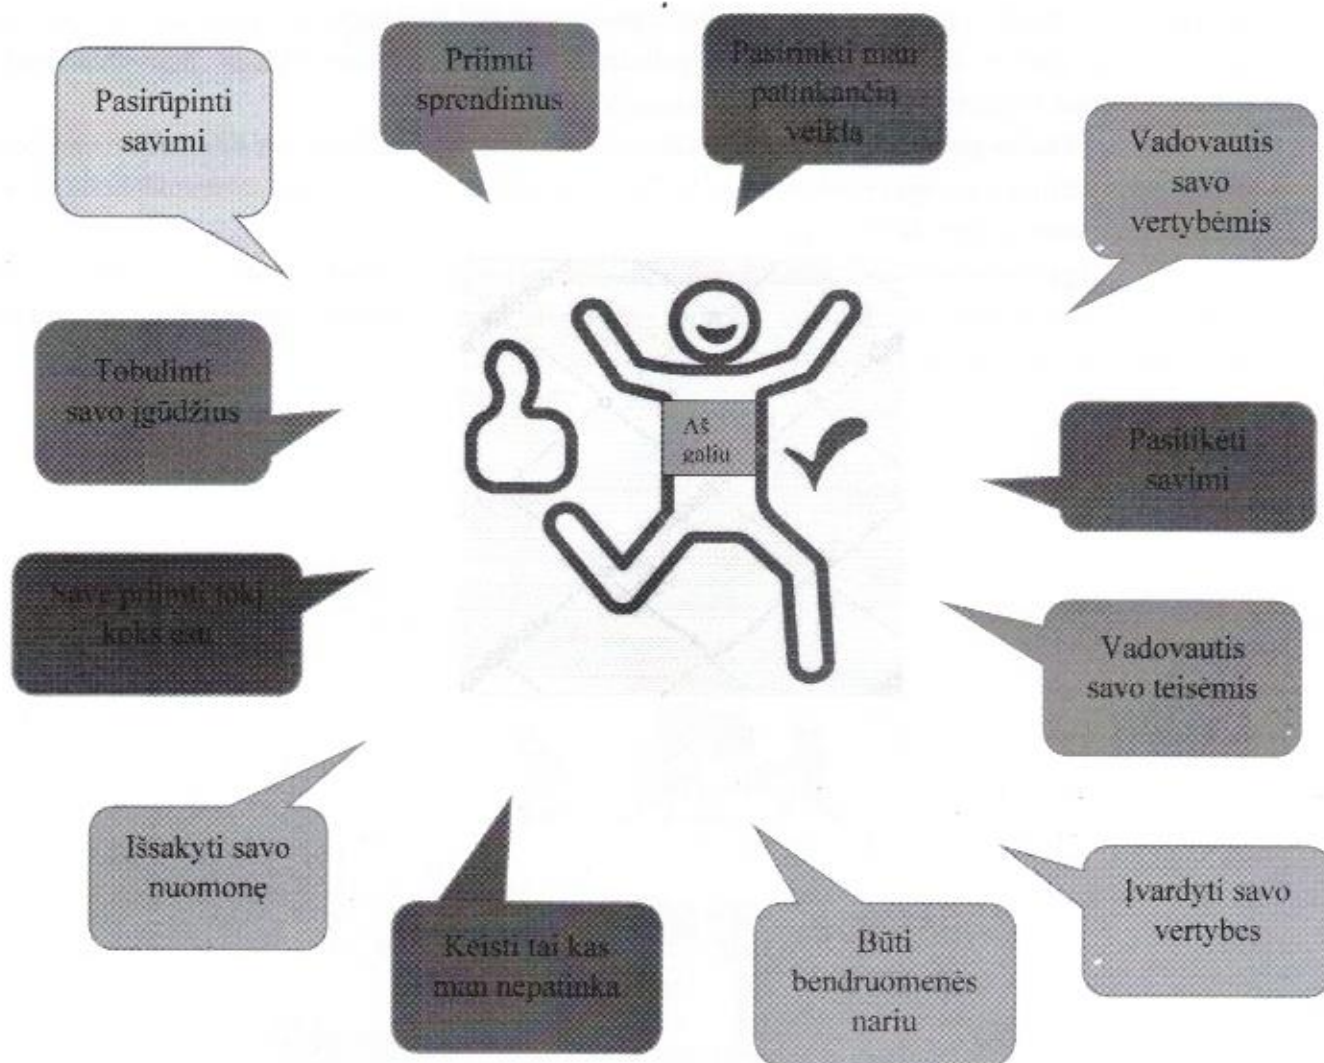 Pasirūpinti
savimi
Priimti
sprendimus
Pasirinkti man
patinkančią
veiklą
Vadovautis
savo
vertybėmis
Tobulinti
savo įgūdžius
Aš
galiu
Pasitikėti
savimi
Save priimti tokį
koks esu
Vadovautis
savo teisėmis
Išsakyti savo
nuomonę
Keisti tai kas
man nepatinka
Būti
bendruomenės
nariu
Įvardyti savo
vertybes